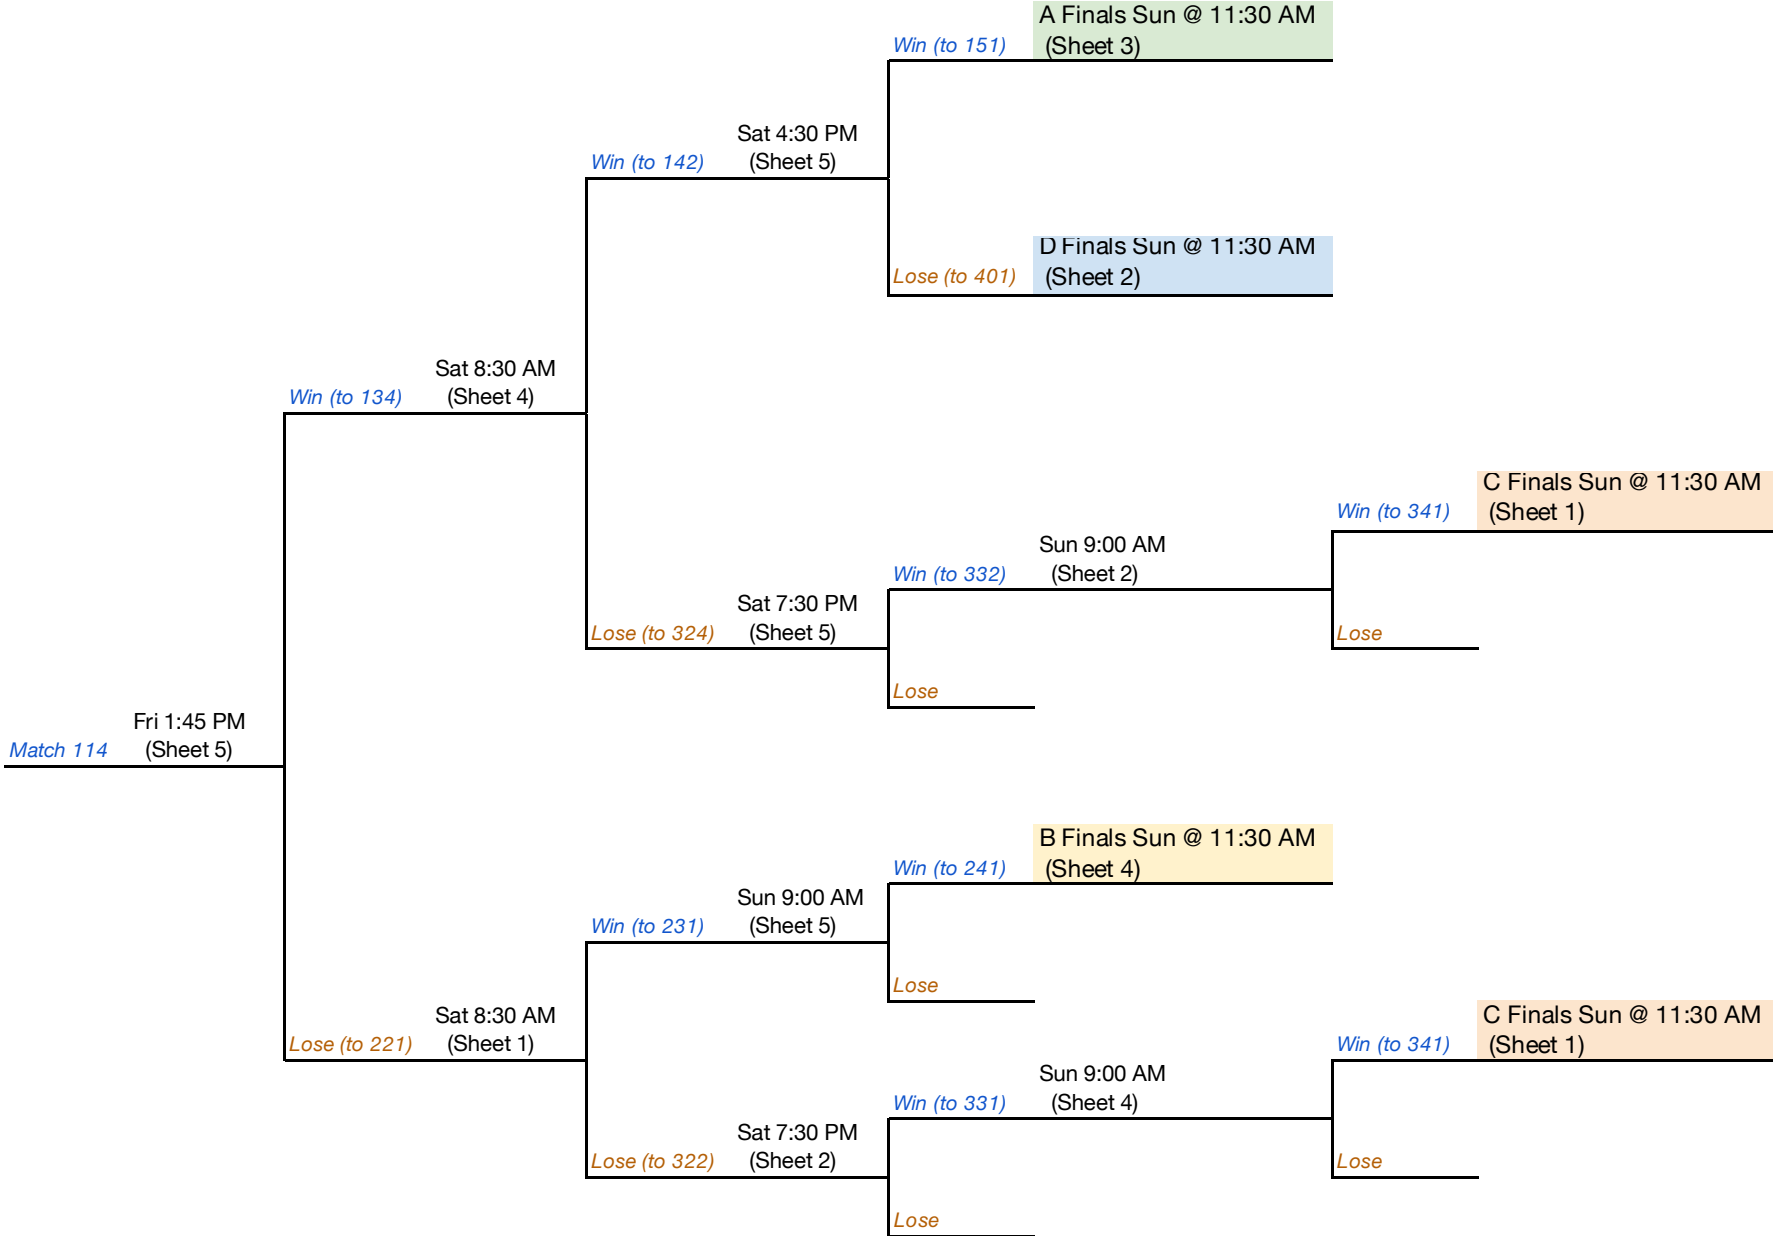 A Finals Sun @ 11:30 AM
Win (to 151)
(Sheet 3)
Sat 4:30 PM
Win (to 142)
(Sheet 5)
D Finals Sun @ 11:30 AM
Lose (to 401)
(Sheet 2)
Sat 8:30 AM
Win (to 134)
(Sheet 4)
C Finals Sun @ 11:30 AM
Win (to 341)
(Sheet 1)
Sun 9:00 AM
Win (to 332)
(Sheet 2)
Sat 7:30 PM
Lose (to 324)
(Sheet 5)
Lose
Lose
Fri 1:45 PM
Match 114
(Sheet 5)
B Finals Sun @ 11:30 AM
Win (to 241)
(Sheet 4)
Sun 9:00 AM
Win (to 231)
(Sheet 5)
Lose
Sat 8:30 AM
Lose (to 221)
(Sheet 1)
C Finals Sun @ 11:30 AM
Win (to 341)
(Sheet 1)
Sun 9:00 AM
Win (to 331)
(Sheet 4)
Sat 7:30 PM
Lose (to 322)
(Sheet 2)
Lose
Lose